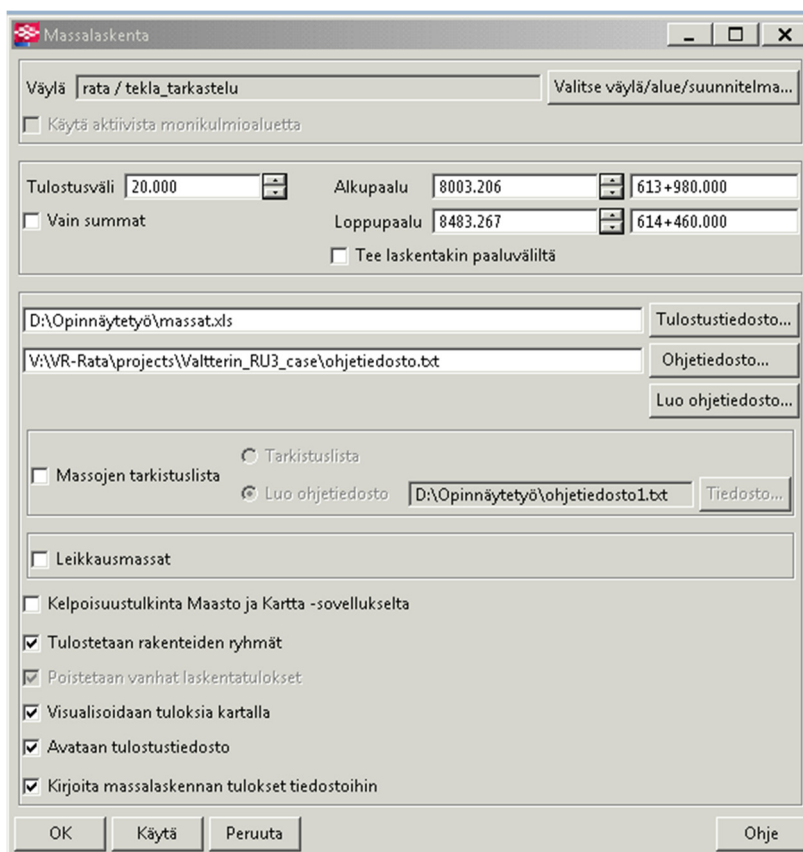 Massalaskenta
Väylä rata / tekla_tarkastelu Valitse väylä/alue/suunnitelma...
Käytä aktiivista monikulmioaluetta
Tulostusväli 20.000 Alkupaalu 8003.206 613+980.000
Vain summat Loppupaalu 8483.267 614+460.000
Tee laskentakin paaluväliltä
D:\Opinnäytetyö\massat.xls Tulostustiedosto...
V:\VR-Rata\projects\Valtterin_RU3_case\ohjetiedosto.txt Ohjetiedosto...
Luo ohjetiedosto...
Tarkistuslista
Massojen tarkistuslista
Luo ohjetiedosto D:\Opinnäytetyö\ohjetiedosto1.txt Tiedosto...
Leikkausmassat
Kelpoisuustulkinta Maasto ja Kartta -sovellukselta
Tulostetaan rakenteiden ryhmät
Poistetaan vanhat laskentatulokset
Visualisoidaan tuloksia kartalla
Avataan tulostustiedosto
Kirjoita massalaskennan tulokset tiedostoihin
OK Käytä Peruuta Ohje